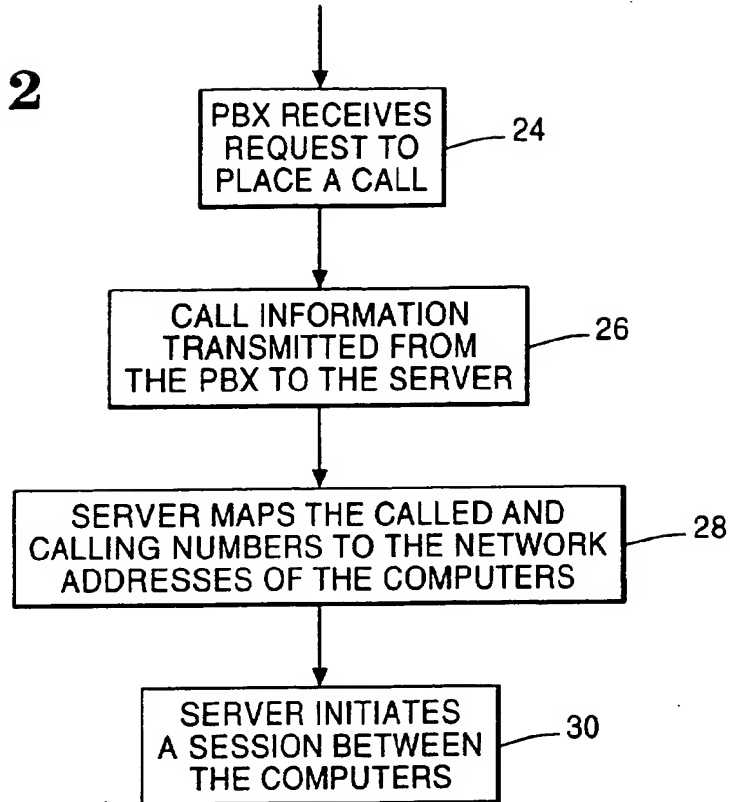 2
PBX RECEIVES
REQUEST TO
PLACE A CALL
24
CALL INFORMATION
TRANSMITTED FROM
THE PBX TO THE SERVER
26
SERVER MAPS THE CALLED AND
CALLING NUMBERS TO THE NETWORK
ADDRESSES OF THE COMPUTERS
28
SERVER INITIATES
A SESSION BETWEEN
THE COMPUTERS
30